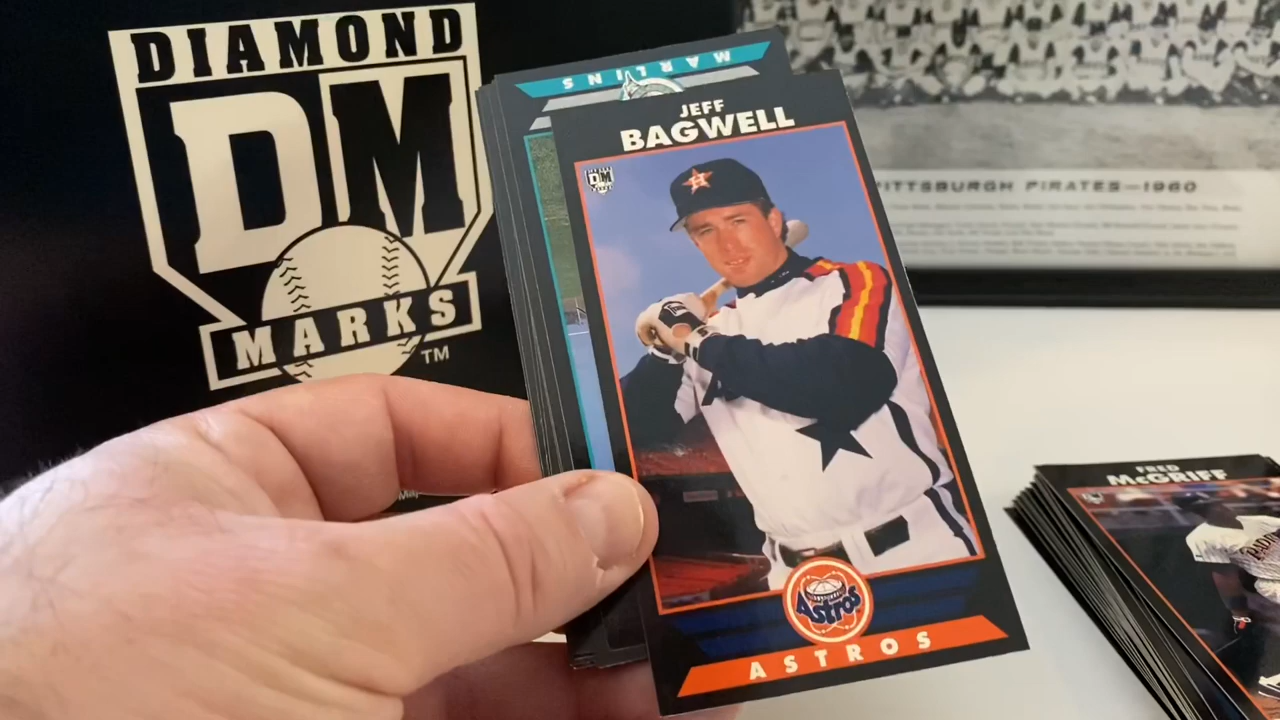 DIAMOND
DM
MARKS
TM
MARLINS
JEFF
BAGWELL
DM
Astros
ASTROS
PITTSBURGH PIRATES—1960
FRED
McGRIFF